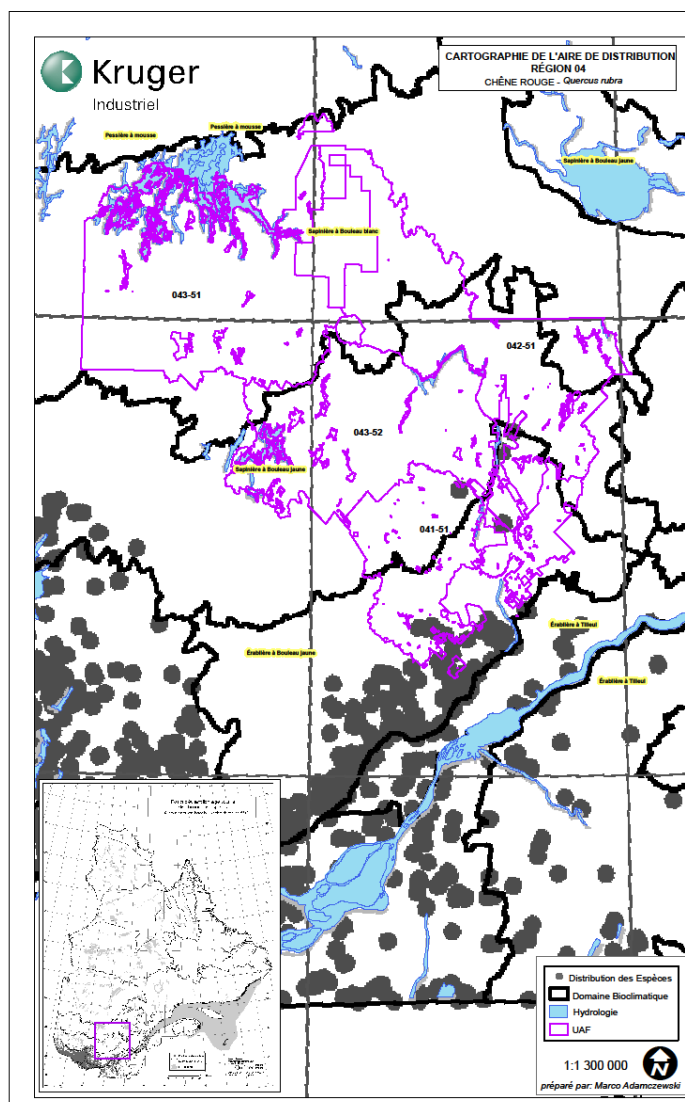 Kruger
Industriel
CARTOGRAPHIE DE L'AIRE DE DISTRIBUTION
RÉGION 04
CHÊNE ROUGE - Quercus rubra
Pessière à mousse
Pessière à mousse
Sapinière à Bouleau jaune
Sapinière à Bouleau blanc
043-51
042-51
043-52
Sapinière à Bouleau jaune
041-51
Érablière à Tilleul
Érablière à Bouleau jaune
Érablière à Tilleul
Distribution des Espèces
Domaine Bioclimatique
Hydrologie
UAF
1:1 300 000
N
préparé par: Marco Adamczewski